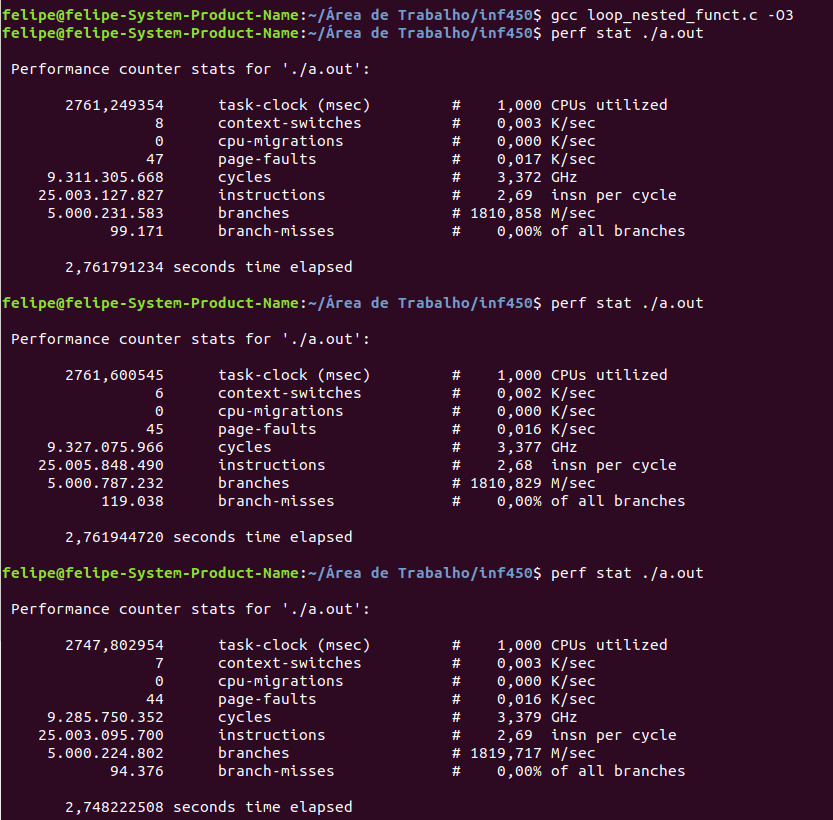 felipe@felipe-System-Product-Name:~/Área de Trabalho/inf450$ gcc loop_nested_funct.c -O3
felipe@felipe-System-Product-Name:~/Área de Trabalho/inf450$ perf stat ./a.out
Performance counter stats for './a.out':
2761,249354 task-clock (msec) # 1,000 CPUs utilized
8 context-switches # 0,003 K/sec
0 cpu-migrations # 0,000 K/sec
47 page-faults # 0,017 K/sec
9.311.305.668 cycles # 3,372 GHz
25.003.127.827 instructions # 2,69 insn per cycle
5.000.231.583 branches # 1810,858 M/sec
99.171 branch-misses # 0,00% of all branches
2,761791234 seconds time elapsed
felipe@felipe-System-Product-Name:~/Área de Trabalho/inf450$ perf stat ./a.out
Performance counter stats for './a.out':
2761,600545 task-clock (msec) # 1,000 CPUs utilized
6 context-switches # 0,002 K/sec
0 cpu-migrations # 0,000 K/sec
45 page-faults # 0,016 K/sec
9.327.075.966 cycles # 3,377 GHz
25.005.848.490 instructions # 2,68 insn per cycle
5.000.787.232 branches # 1810,829 M/sec
119.038 branch-misses # 0,00% of all branches
2,761944720 seconds time elapsed
felipe@felipe-System-Product-Name:~/Área de Trabalho/inf450$ perf stat ./a.out
Performance counter stats for './a.out':
2747,802954 task-clock (msec) # 1,000 CPUs utilized
7 context-switches # 0,003 K/sec
0 cpu-migrations # 0,000 K/sec
44 page-faults # 0,016 K/sec
9.285.750.352 cycles # 3,379 GHz
25.003.095.700 instructions # 2,69 insn per cycle
5.000.224.802 branches # 1819,717 M/sec
94.376 branch-misses # 0,00% of all branches
2,748222508 seconds time elapsed